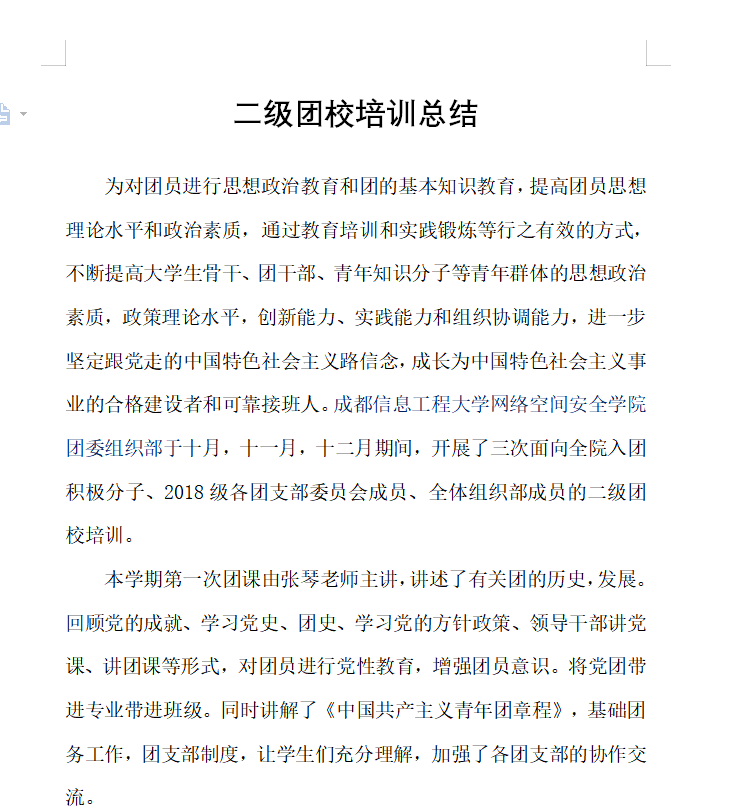 二级团校培训总结
为对团员进行思想政治教育和团的基本知识教育，提高团员思想
理论水平和政治素质，通过教育培训和实践锻炼等行之有效的方式，
不断提高大学生骨干、团干部、青年知识分子等青年群体的思想政治
素质，政策理论水平，创新能力、实践能力和组织协调能力，进一步
坚定跟党走的中国特色社会主义路信念，成长为中国特色社会主义事
业的合格建设者和可靠接班人。成都信息工程大学网络空间安全学院
团委组织部于十月，十一月，十二月期间，开展了三次面向全院入团
积极分子、2018 级各团支部委员会成员、全体组织部成员的二级团
校培训。
本学期第一次团课由张琴老师主讲，讲述了有关团的历史，发展。
回顾党的成就、学习党史、团史、学习党的方针政策、领导干部讲党
课、讲团课等形式，对团员进行党性教育，增强团员意识。将党团带
进专业带进班级。同时讲解了《中国共产主义青年团章程》，基础团
务工作，团支部制度，让学生们充分理解，加强了各团支部的协作交
流。